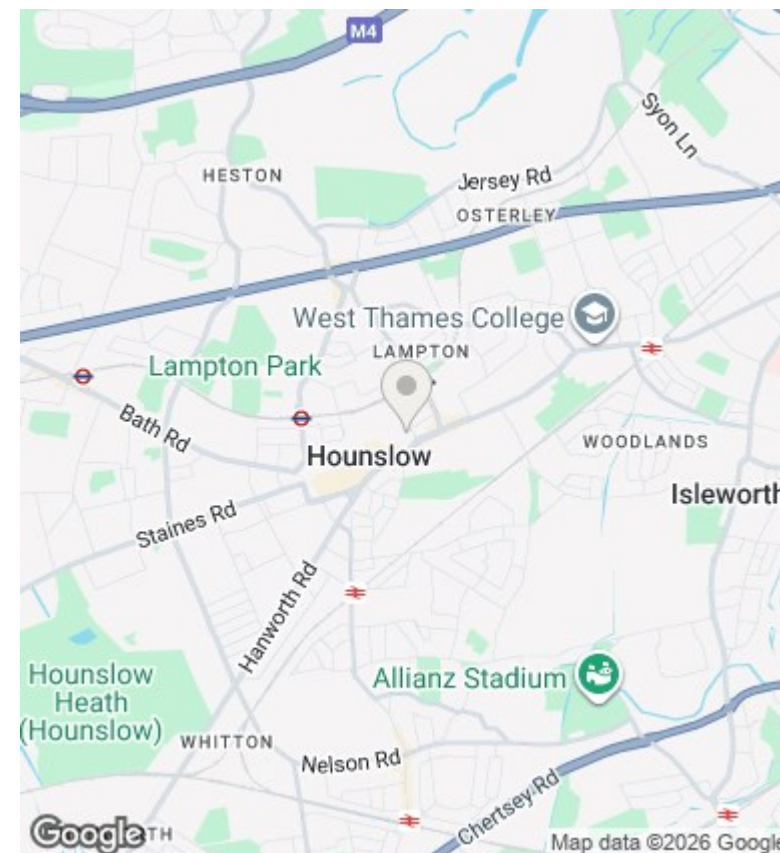 M4
Syon Ln
HESTON
Jersey Rd
OSTERLEY
West Thames College
LAMPTON
Lampton Park
Bath Rd
Hounslow
WOODLANDS
Isleworth
Staines Rd
Hanworth Rd
Hounslow
Heath
(Hounslow)
Allianz Stadium
WHITTON
Nelson Rd
Chertsey Rd
Google
TH
Map data ©2026 Google